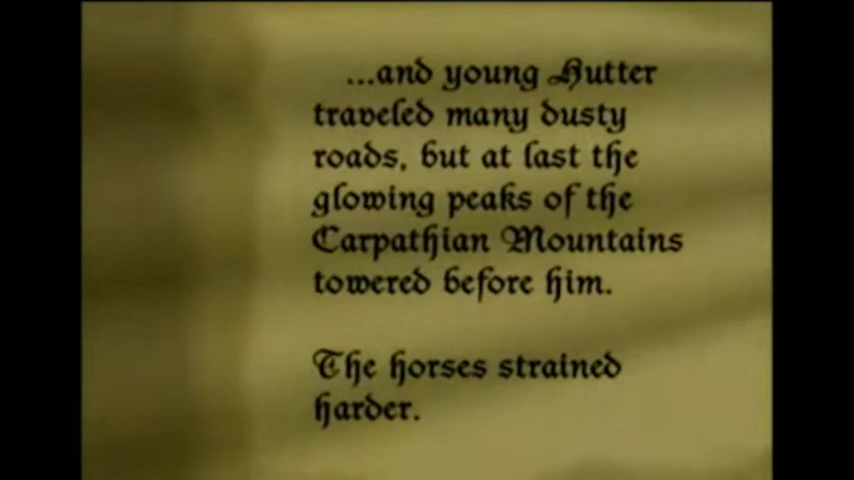 ...and young Hutter
traveled many dusty
roads, but at last the
glowing peaks of the
Carpathian Mountains
towered before him.
The horses strained
harder.